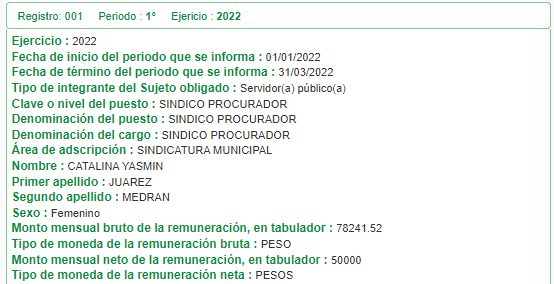 Registro: 001 Periodo : 1° Ejericio : 2022
Ejercicio : 2022
Fecha de inicio del periodo que se informa : 01/01/2022
Fecha de término del periodo que se informa : 31/03/2022
Tipo de integrante del Sujeto obligado : Servidor(a) público(a)
Clave o nivel del puesto : SINDICO PROCURADOR
Denominación del puesto : SINDICO PROCURADOR
Denominación del cargo : SINDICO PROCURADOR
Área de adscripción : SINDICATURA MUNICIPAL
Nombre : CATALINA YASMIN
Primer apellido : JUAREZ
Segundo apellido : MEDRAN
Sexo : Femenino
Monto mensual bruto de la remuneración, en tabulador : 78241.52
Tipo de moneda de la remuneración bruta : PESO
Monto mensual neto de la remuneración, en tabulador : 50000
Tipo de moneda de la remuneración neta : PESOS